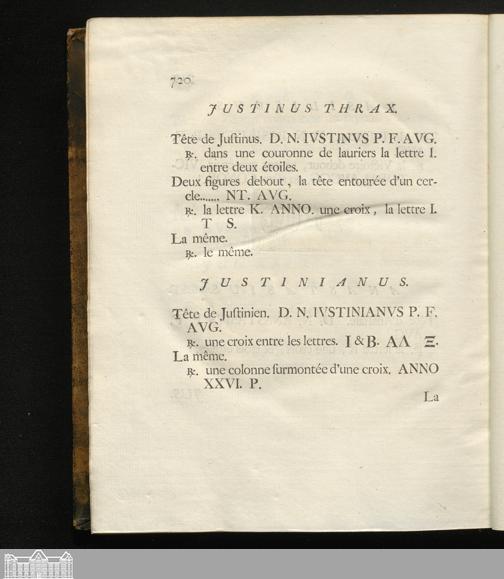 720.
JUSTINUS THRAX.
Tête de Juſtinus. D. N. IVSTINVS P. F. AVG.
℞. dans une couronne de lauriers la lettre I.
entre deux étoiles.
Deux figures debout, la tête entourée d'un cer-
cle...... NT. AVG.
℞. la lettre K. ANNO. une croix, la lettre I.
T S.
La même.
℞. le même.
JUSTINIANUS.
Tête de Juſtinien. D. N. IVSTINIANVS P. F.
AVG.
℞. une croix entre les lettres. I & B. AΛ Ξ.
La même.
℞. une colonne ſurmontée d'une croix. ANNO
XXVI. P.
La